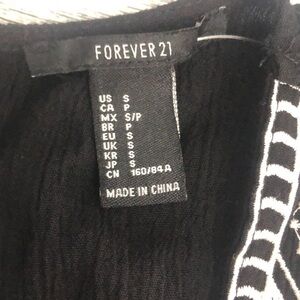 FOREVER 21
US S
CA P
MX S/P
BR P
EU S
UK S
KR S
JP S
CN 160/84A
MADE IN CHINA